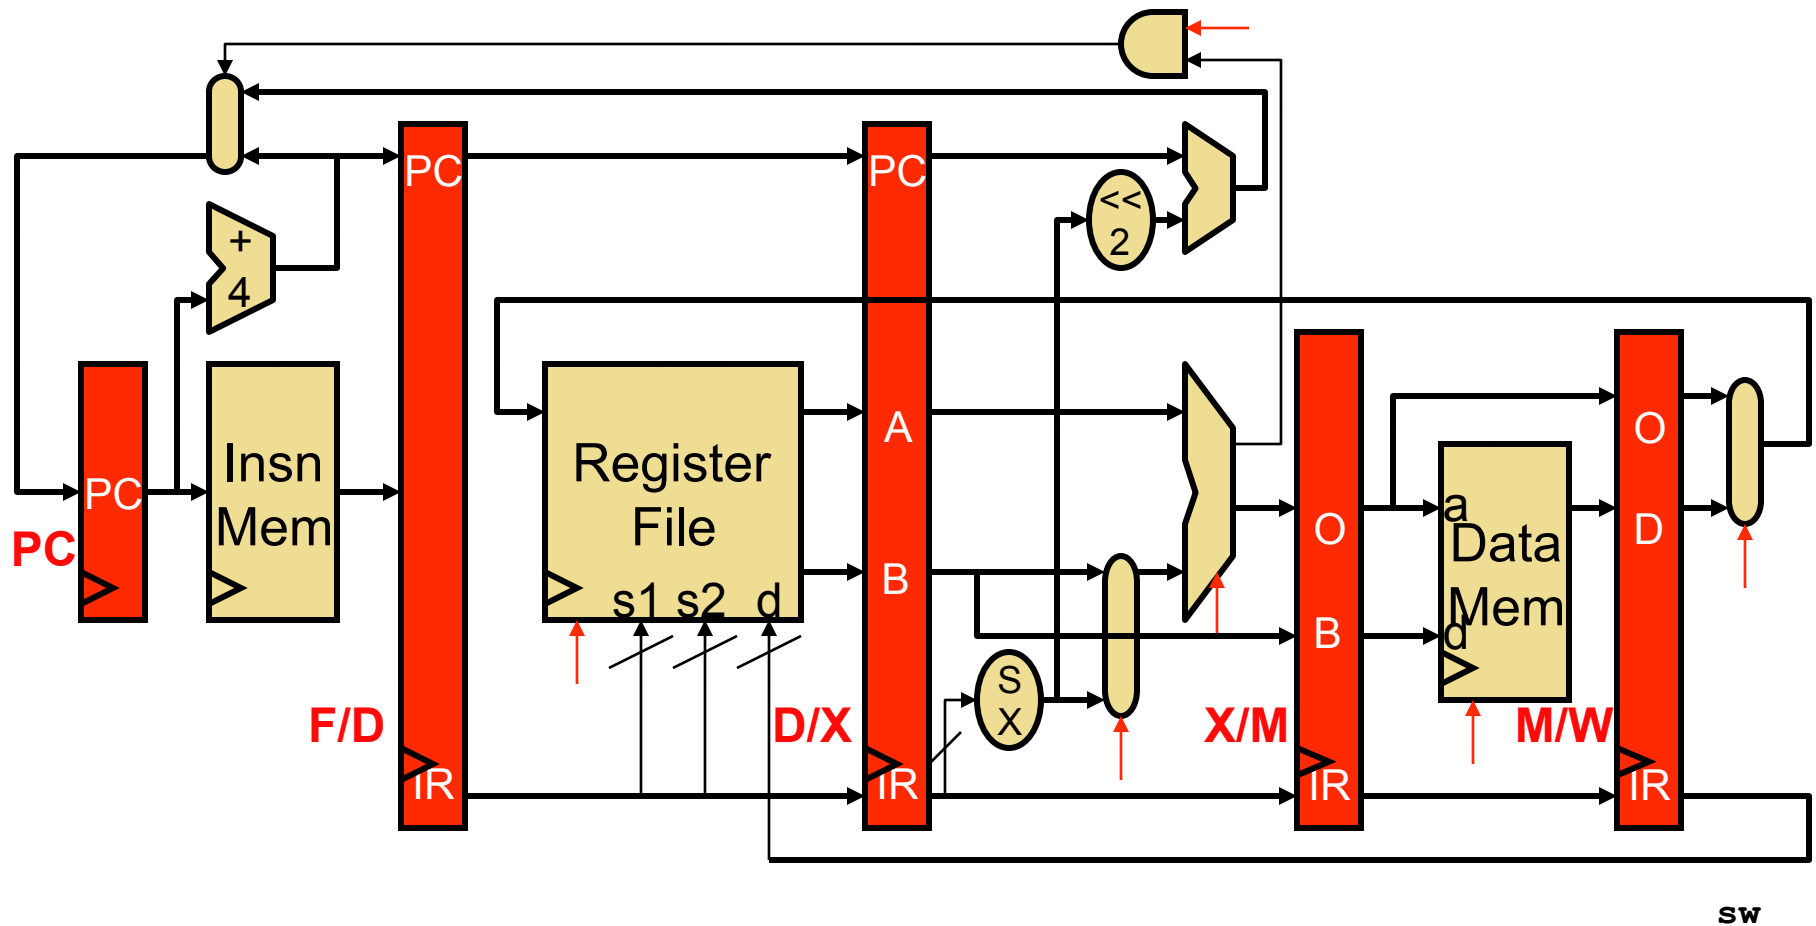 PC
PC
<<
2
+
4
Insn
Mem
PC
PC
Register
File
s1 s2 d
A
B
O
B
a
Data
Mem
d
O
D
S
X
F/D
D/X
X/M
M/W
IR
IR
IR
IR
sw